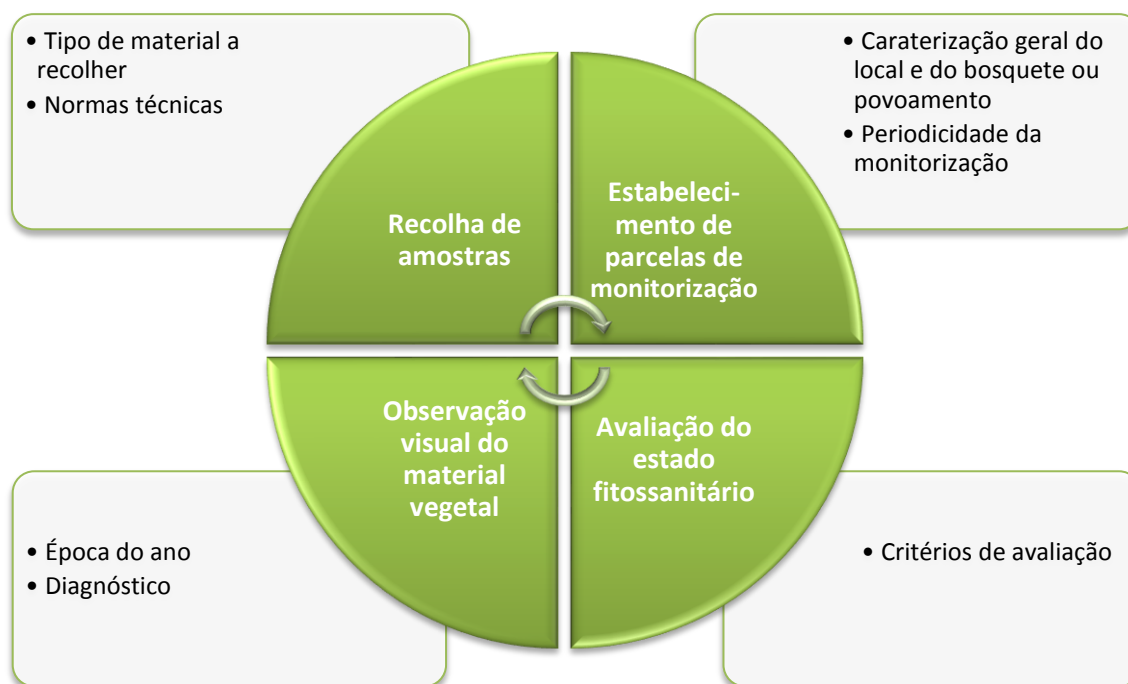 • Tipo de material a
recolher
• Normas técnicas
• Caraterização geral do
local e do bosquete ou
povoamento
• Periodicidade da
monitorização
Recolha de
amostras
Estabeleci-
mento de
parcelas de
monitorização
Observação
visual do
material
vegetal
Avaliação do
estado
fitossanitário
• Época do ano
• Diagnóstico
• Critérios de avaliação